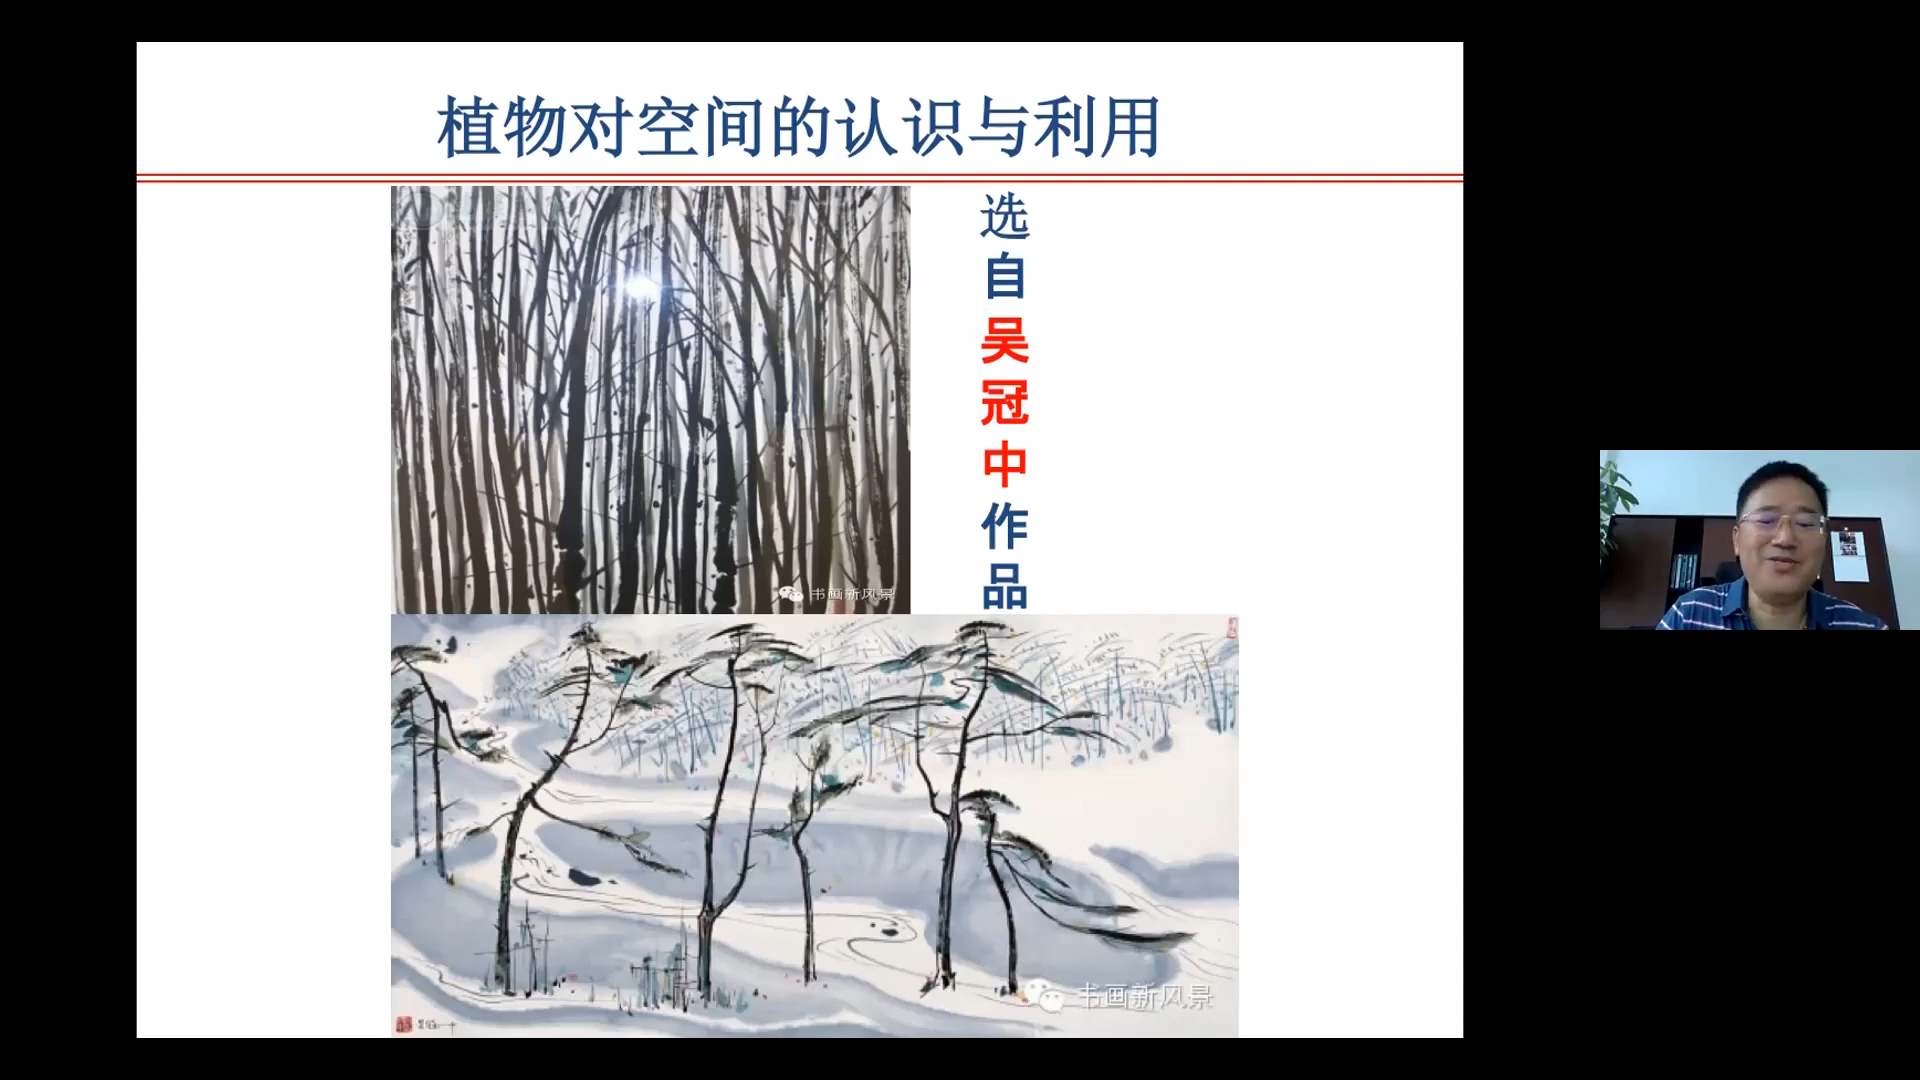 植物对空间的认识与利用
选自吴冠中作品
书画新风景
书画新风景